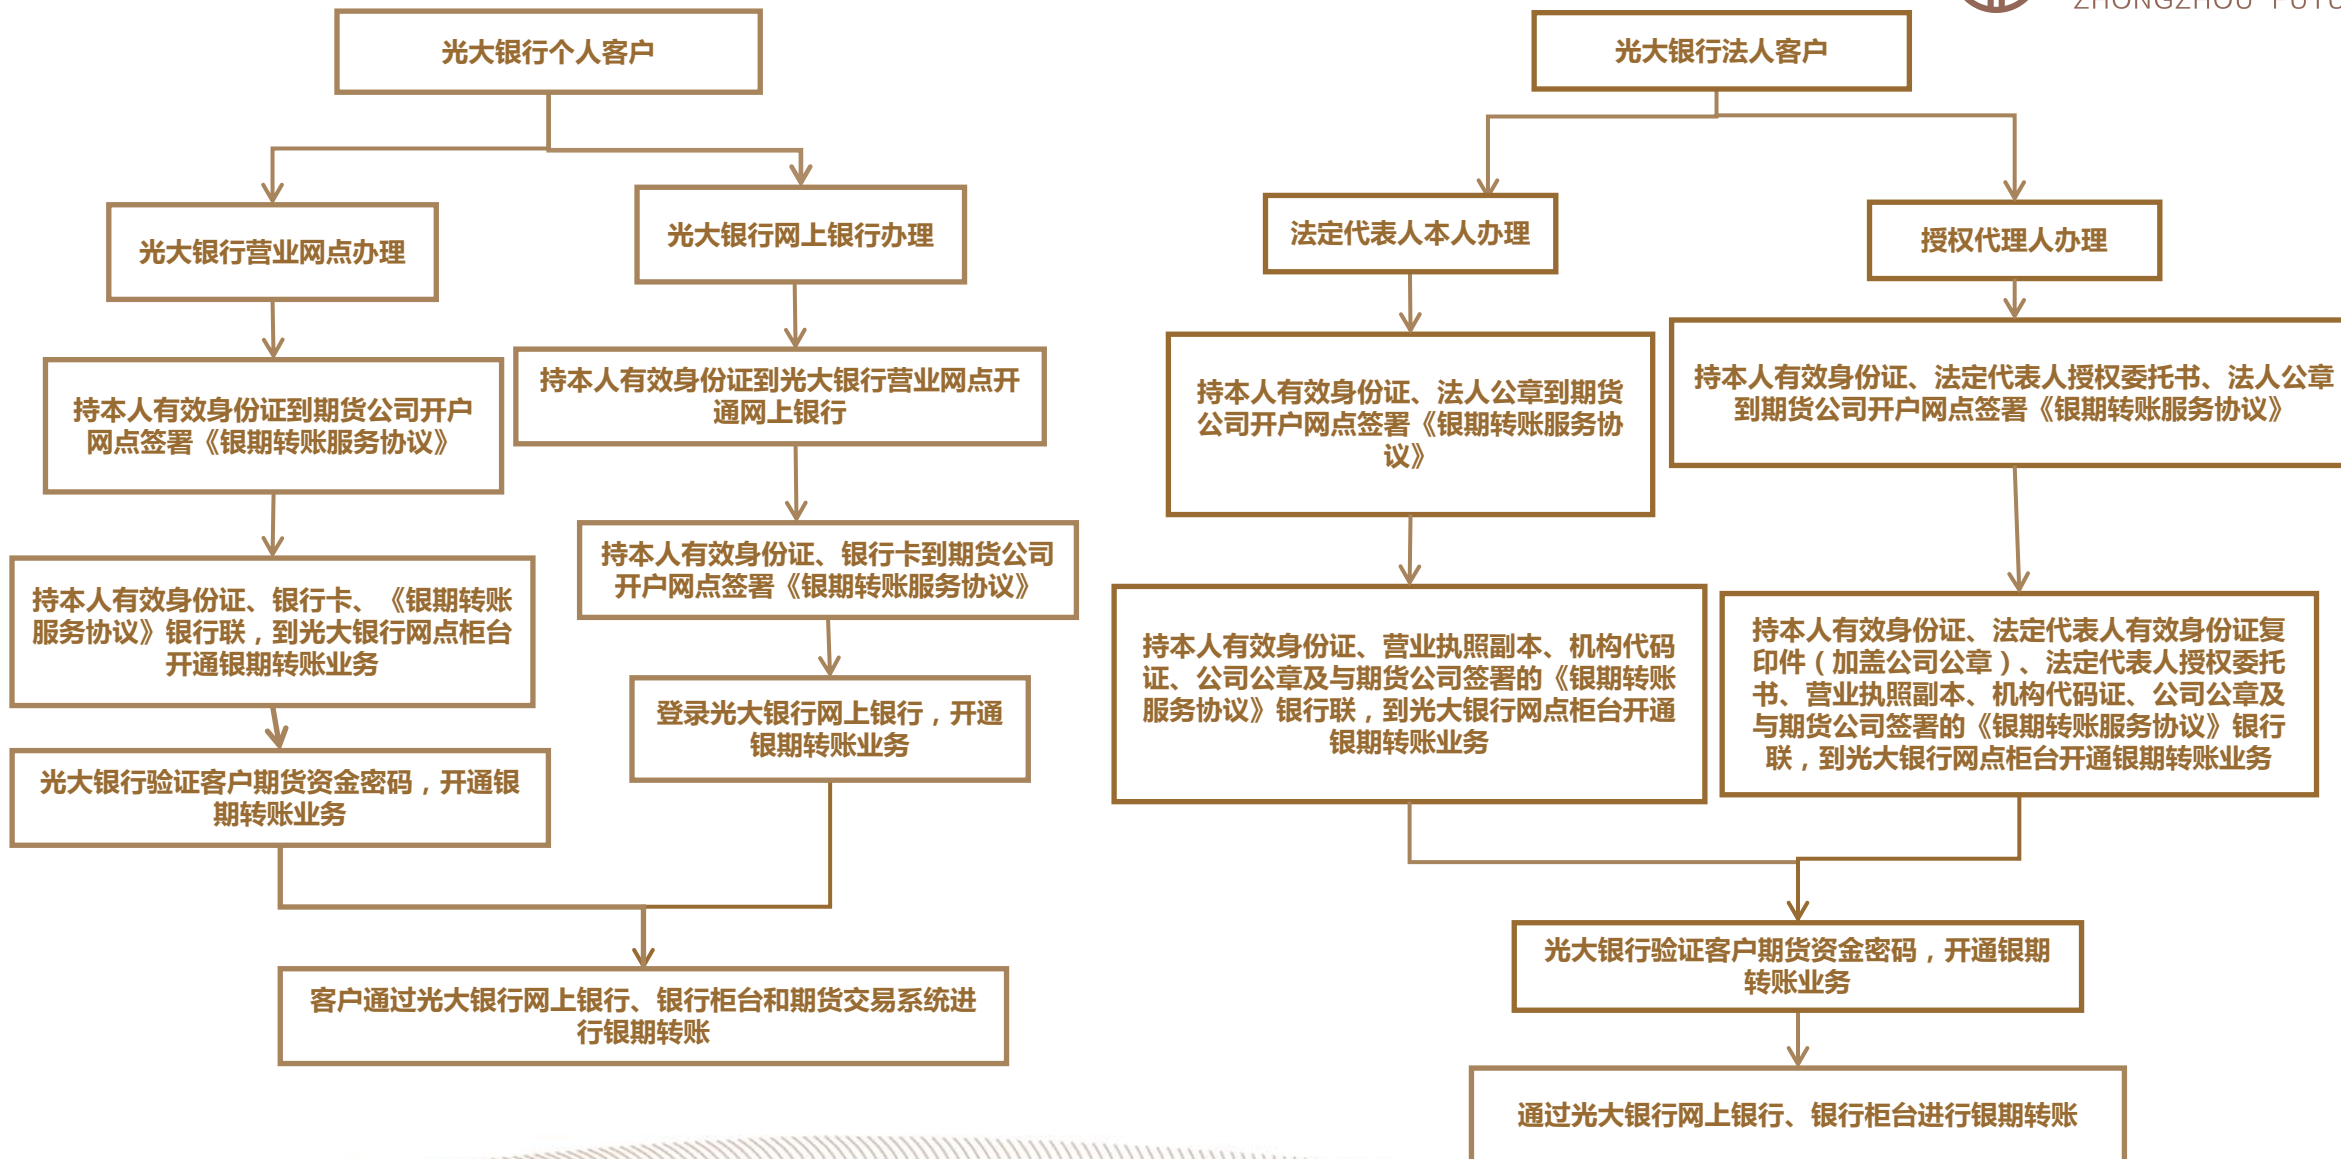 ZHONGZHOU FUTU
光大银行个人客户
光大银行营业网点办理
光大银行网上银行办理
持本人有效身份证到期货公司开户
网点签署《银期转账服务协议》
持本人有效身份证到光大银行营业网点开
通网上银行
持本人有效身份证、银行卡、《银期转账
服务协议》银行联，到光大银行网点柜台
开通银期转账业务
持本人有效身份证、银行卡到期货公司
开户网点签署《银期转账服务协议》
光大银行验证客户期货资金密码，开通银
期转账业务
登录光大银行网上银行，开通
银期转账业务
客户通过光大银行网上银行、银行柜台和期货交易系统进
行银期转账
光大银行法人客户
法定代表人本人办理
授权代理人办理
持本人有效身份证、法人公章到期货
公司开户网点签署《银期转账服务协
议》
持本人有效身份证、法定代表人授权委托书、法人公章
到期货公司开户网点签署《银期转账服务协议》
持本人有效身份证、营业执照副本、机构代码
证、公司公章及与期货公司签署的《银期转账
服务协议》银行联，到光大银行网点柜台开通
银期转账业务
持本人有效身份证、法定代表人有效身份证复
印件（加盖公司公章）、法定代表人授权委托
书、营业执照副本、机构代码证、公司公章及
与期货公司签署的《银期转账服务协议》银行
联，到光大银行网点柜台开通银期转账业务
光大银行验证客户期货资金密码，开通银期
转账业务
通过光大银行网上银行、银行柜台进行银期转账